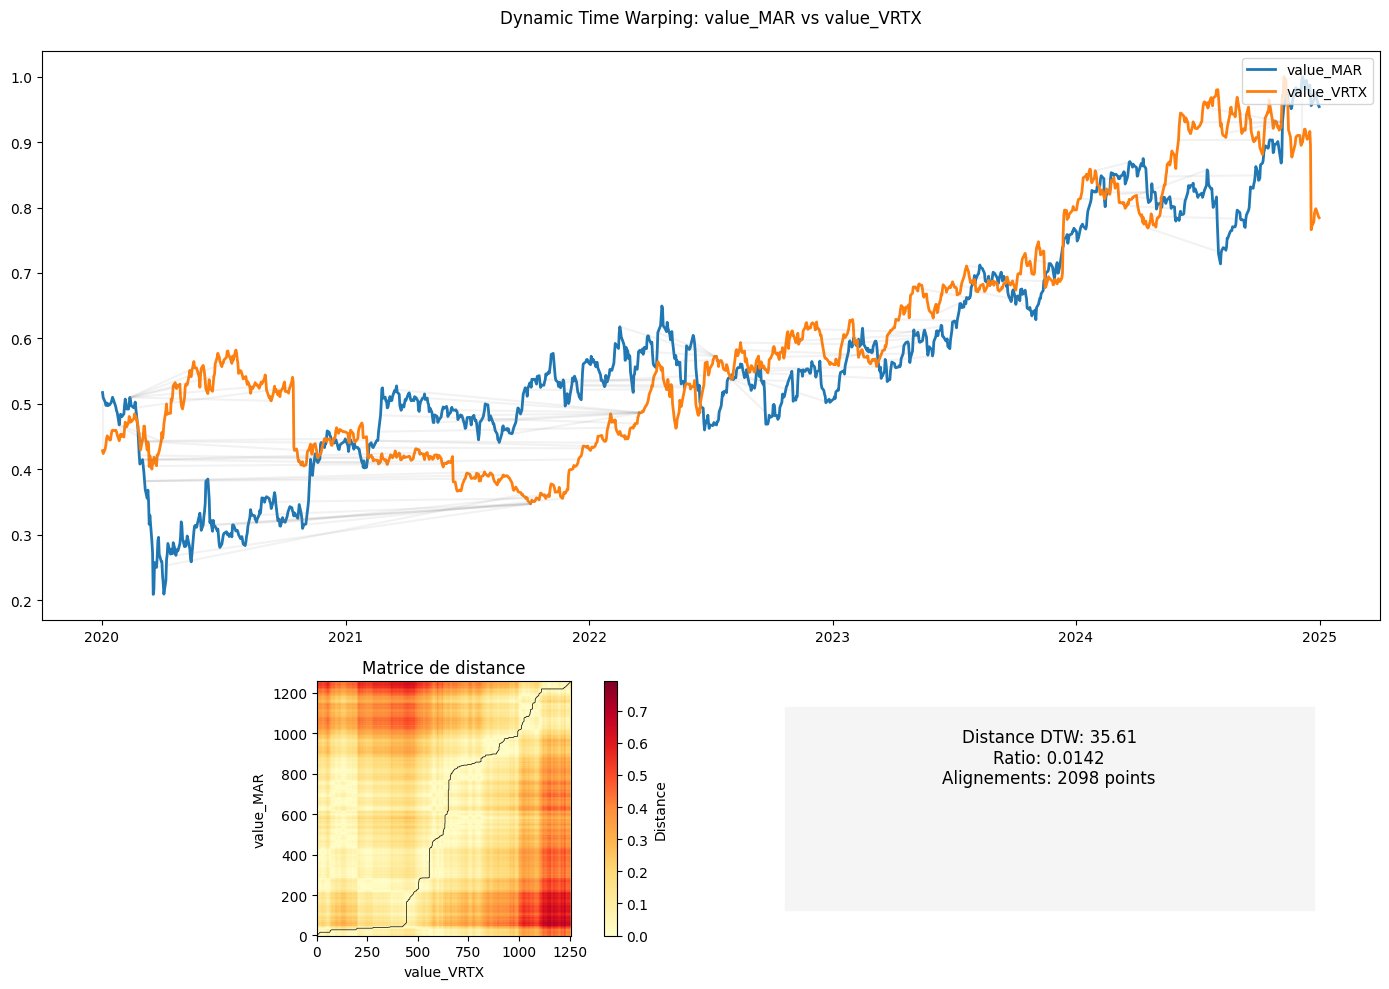 Dynamic Time Warping: value_MAR vs value_VRTX
value_MAR
value_VRTX
1.0
0.9
0.8
0.7
0.6
0.5
0.4
0.3
0.2
2020 2021 2022 2023 2024 2025
Matrice de distance
value_MAR
1200
1000
800
600
400
200
0
0 250 500 750 1000 1250
value_VRTX
0.7
0.6
0.5
0.4
0.3
0.2
0.1
0.0
Distance
Distance DTW: 35.61
Ratio: 0.0142
Alignements: 2098 points